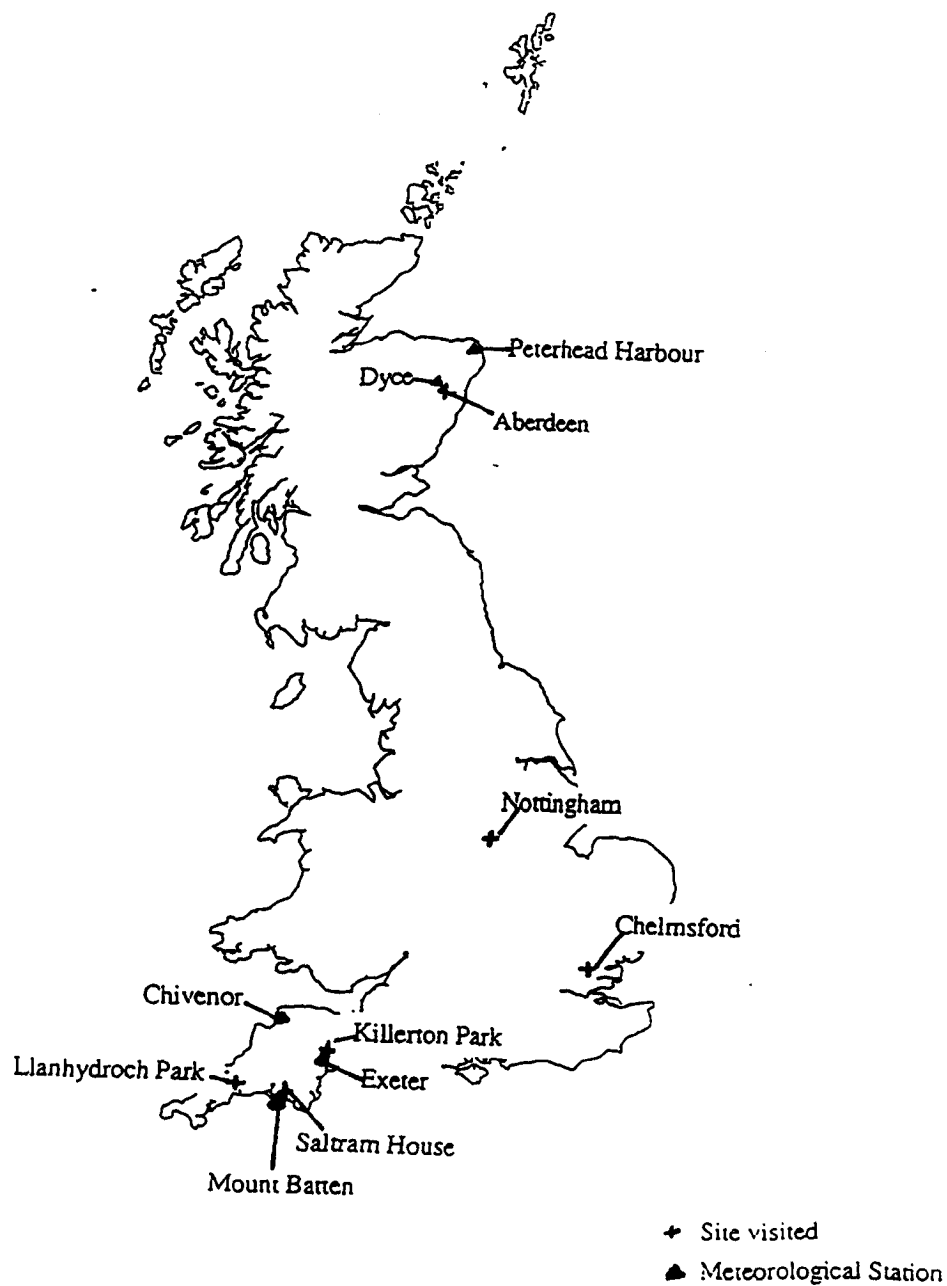 Peterhead Harbour
Dyce
Aberdeen
Nottingham
Chelmsford
Chivenor
Killerton Park
Llanhydroch Park
Exeter
Saltram House
Mount Batten
Site visited
Meteorological Station